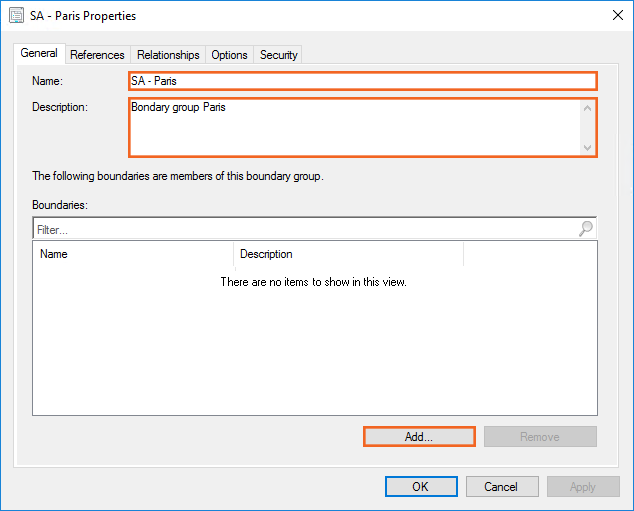 SA - Paris Properties
General References Relationships Options Security
Name: SA - Paris
Description: Bondary group Paris
The following boundaries are members of this boundary group.
Boundaries:
Filter...
Name Description
There are no items to show in this view.
Add... Remove
OK Cancel Apply